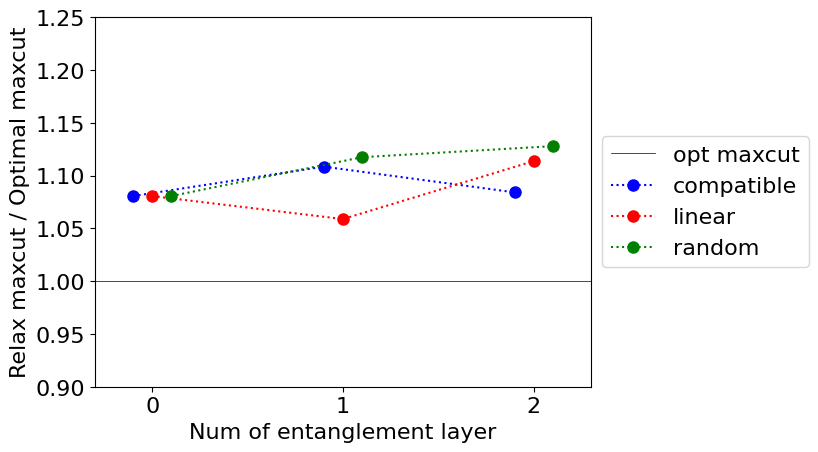 Relax maxcut / Optimal maxcut
1.25
1.20
1.15
1.10
1.05
1.00
0.95
0.90
0 1 2
Num of entanglement layer
opt maxcut
compatible
linear
random